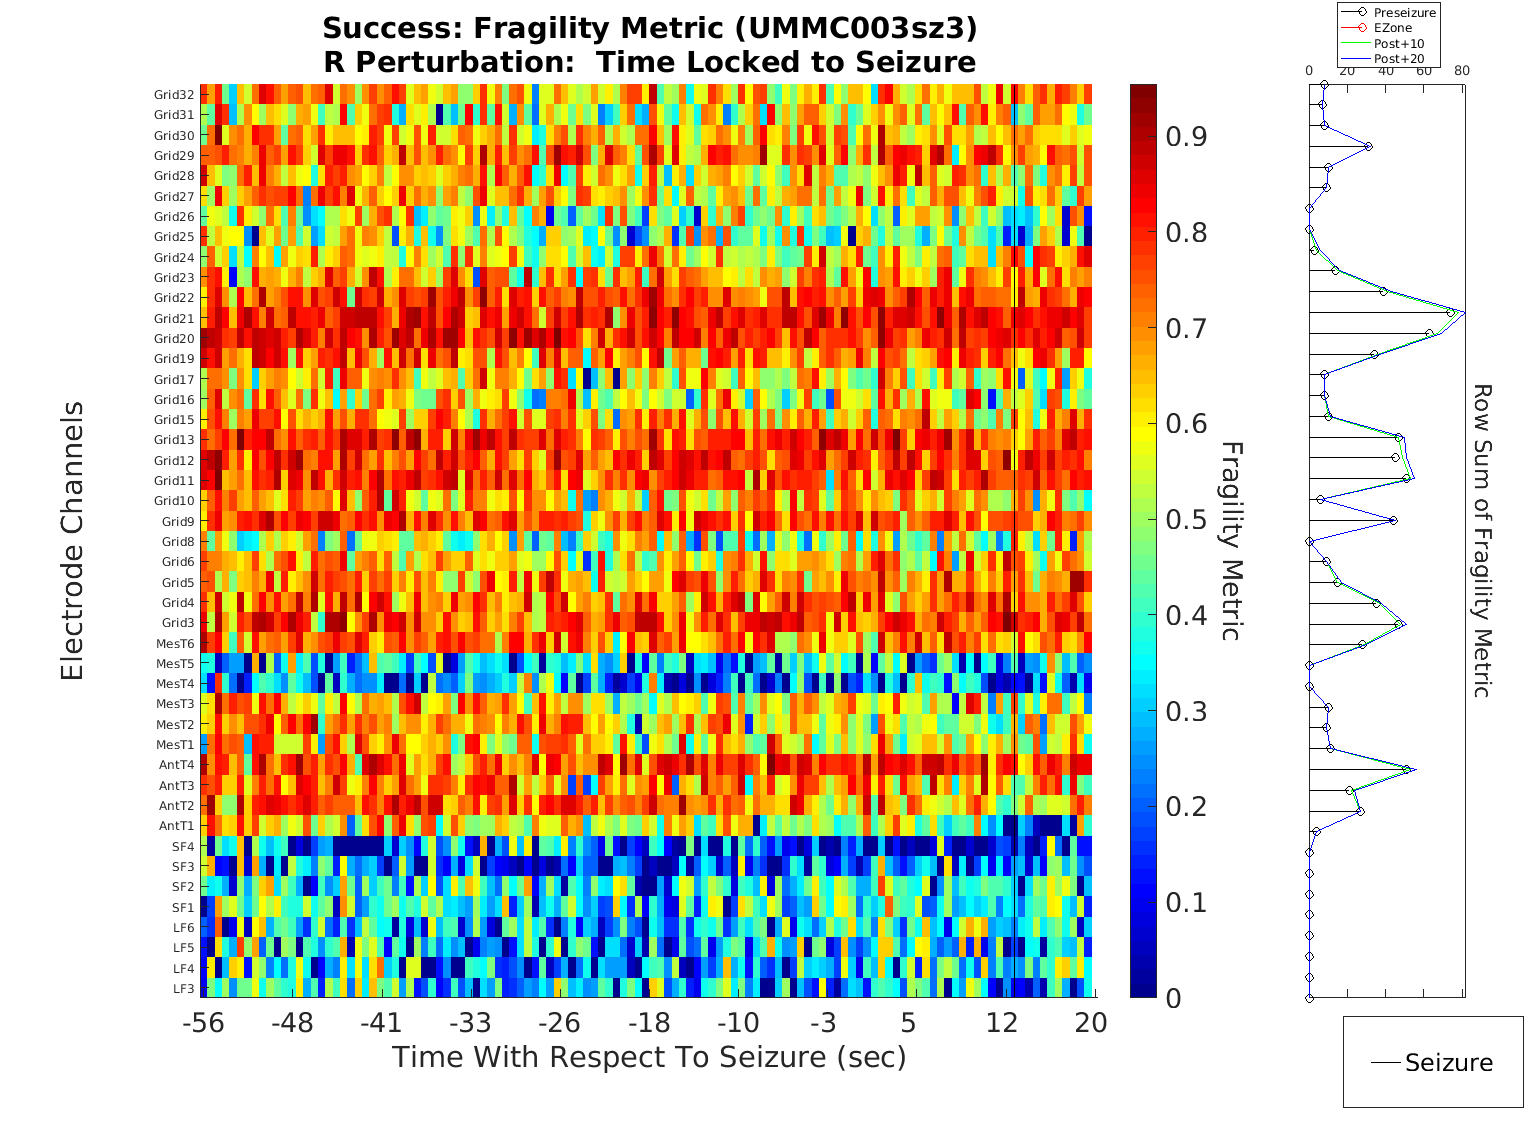 Success: Fragility Metric (UMMC003sz3)
R Perturbation:  Time Locked to Seizure
Preseizure
EZone
Post+10
Post+20
0 20 40 60 80
Electrode Channels
Grid32
Grid31
Grid30
Grid29
Grid28
Grid27
Grid26
Grid25
Grid24
Grid23
Grid22
Grid21
Grid20
Grid19
Grid17
Grid16
Grid15
Grid13
Grid12
Grid11
Grid10
Grid9
Grid8
Grid6
Grid5
Grid4
Grid3
MesT6
MesT5
MesT4
MesT3
MesT2
MesT1
AntT4
AntT3
AntT2
AntT1
SF4
SF3
SF2
SF1
LF6
LF5
LF4
LF3
-56 -48 -41 -33 -26 -18 -10 -3 5 12 20
Time With Respect To Seizure (sec)
0.9
0.8
0.7
0.6
0.5
0.4
0.3
0.2
0.1
0
Fragility Metric
Row Sum of Fragility Metric
Seizure